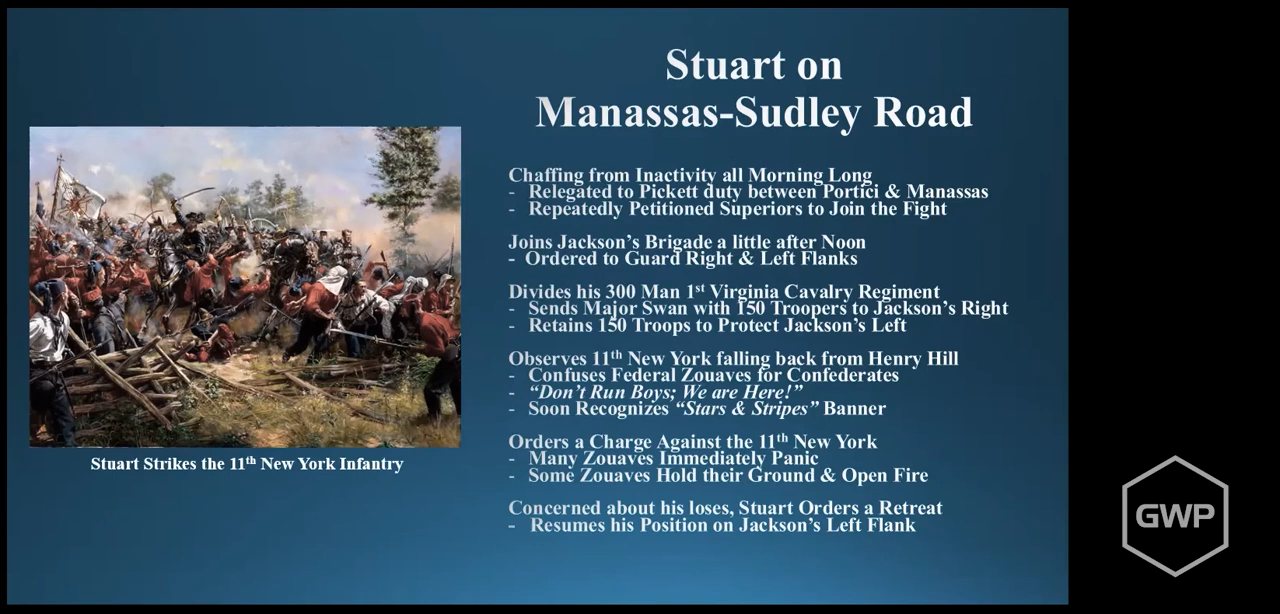 Stuart on
Manassas-Sudley Road
Chaffing from Inactivity all Morning Long
- Relegated to Pickett duty between Portici & Manassas
- Repeatedly Petitioned Superiors to Join the Fight
Joins Jackson's Brigade a little after Noon
- Ordered to Guard Right & Left Flanks
Divides his 300 Man 1st Virginia Cavalry Regiment
- Sends Major Swan with 150 Troopers to Jackson's Right
- Retains 150 Troops to Protect Jackson's Left
Observes 11th New York falling back from Henry Hill
- Confuses Federal Zouaves for Confederates
- "Don't Run Boys; We are Here!"
- Soon Recognizes "Stars & Stripes" Banner
Orders a Charge Against the 11th New York
- Many Zouaves Immediately Panic
- Some Zouaves Hold their Ground & Open Fire
Concerned about his loses, Stuart Orders a Retreat
- Resumes his Position on Jackson's Left Flank
Stuart Strikes the 11th New York Infantry
GWP